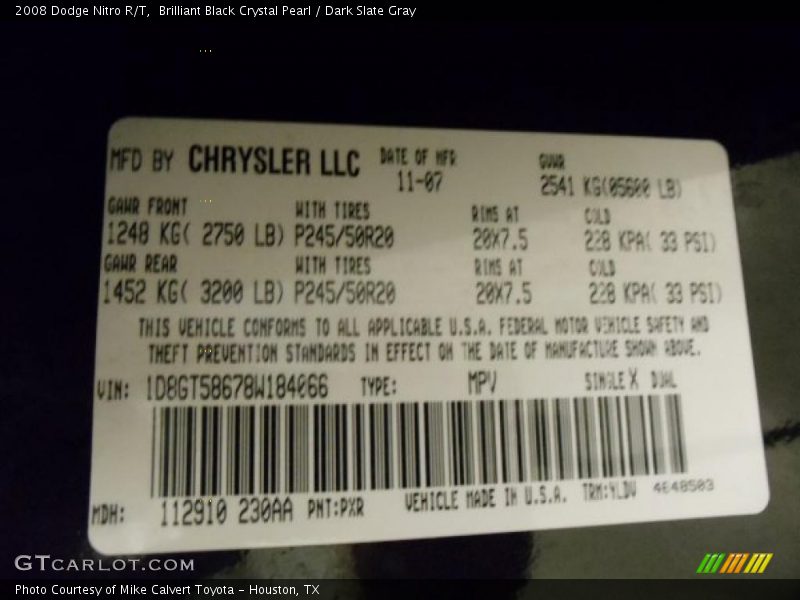 2008 Dodge Nitro R/T,  Brilliant Black Crystal Pearl / Dark Slate Gray
MFD BY CHRYSLER LLC DATE OF MFR GVWR
11-07 2541 KG(05600 LB)
GAWR FRONT WITH TIRES RIMS AT COLD
1248 KG( 2750 LB) P245/50R20 20X7.5 228 KPA( 33 PSI)
GAWR REAR WITH TIRES RIMS AT COLD
1452 KG( 3200 LB) P245/50R20 20X7.5 228 KPA( 33 PSI)
THIS VEHICLE CONFORMS TO ALL APPLICABLE U.S.A. FEDERAL MOTOR VEHICLE SAFETY AND
THEFT PREVENTION STANDARDS IN EFFECT ON THE DATE OF MANUFACTURE SHOWN ABOVE.
VIN: 1D8GT58678W184066 TYPE: MPV SINGLE X DUAL
MDH: 112910 230AA PNT:PXR VEHICLE MADE IN U.S.A. TRM:YLDV 4648503
GTCARLOT.COM
Photo Courtesy of Mike Calvert Toyota - Houston, TX